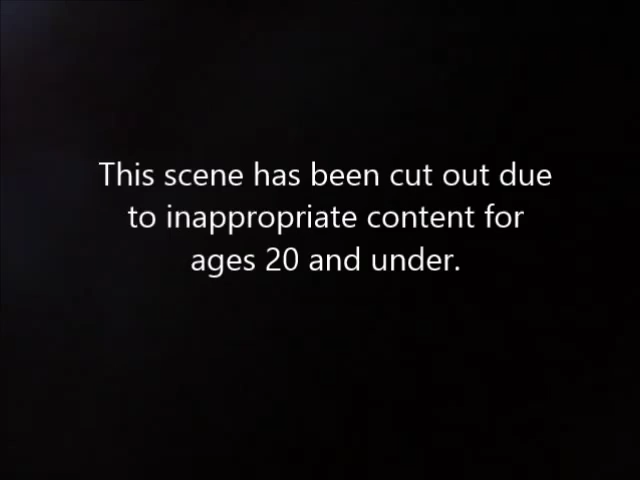 This scene has been cut out due
to inappropriate content for
ages 20 and under.